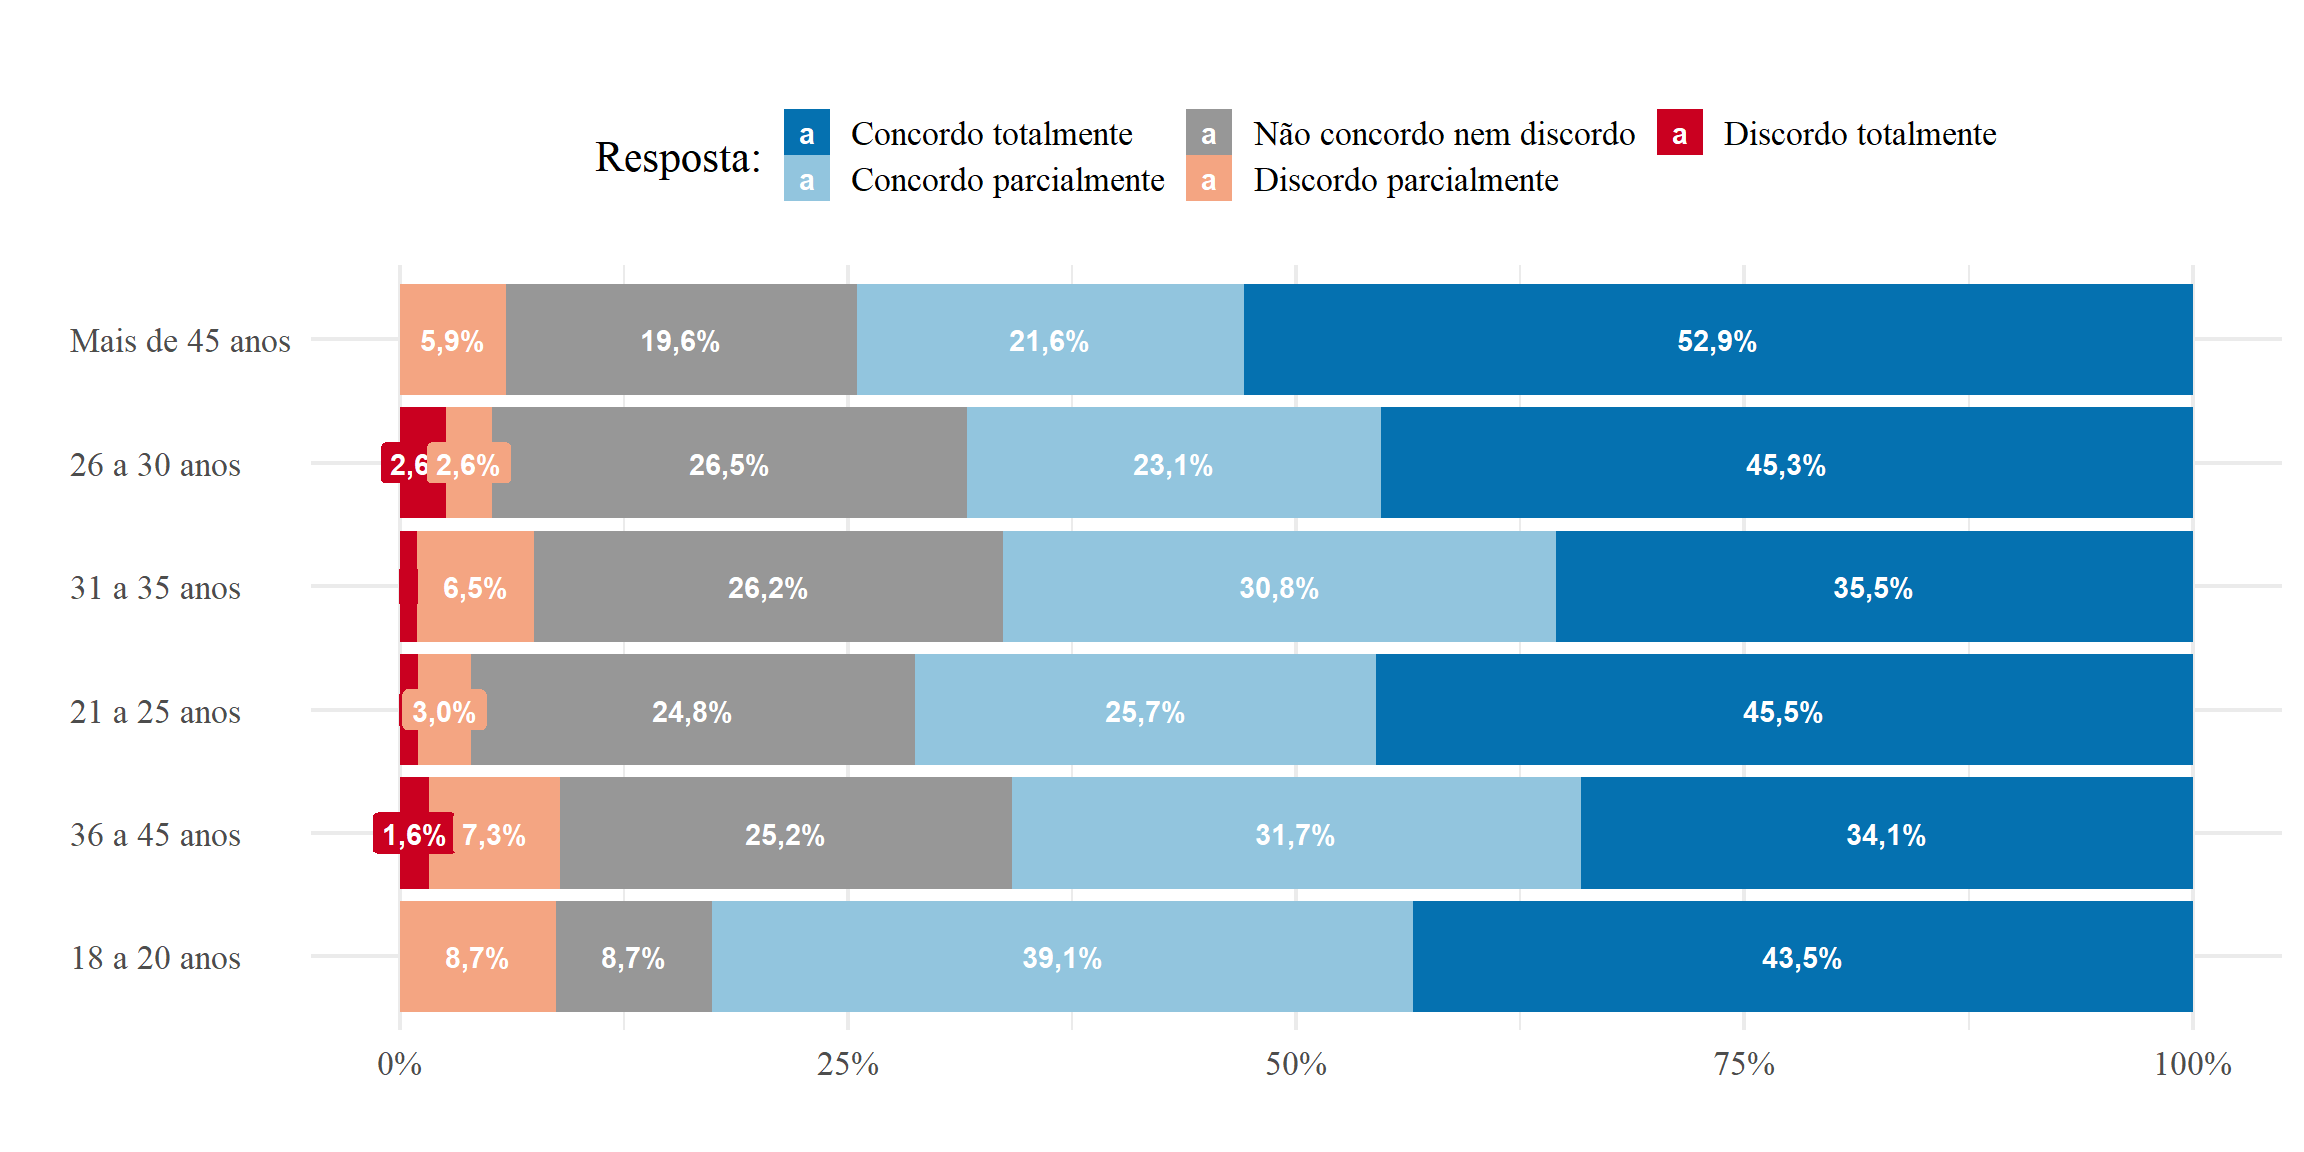 Resposta:
a Concordo totalmente a Não concordo nem discordo a Discordo totalmente
a Concordo parcialmente a Discordo parcialmente
Mais de 45 anos 5,9% 19,6% 21,6% 52,9%
26 a 30 anos 2,6 2,6% 26,5% 23,1% 45,3%
31 a 35 anos 6,5% 26,2% 30,8% 35,5%
21 a 25 anos 3,0% 24,8% 25,7% 45,5%
36 a 45 anos 1,6% 7,3% 25,2% 31,7% 34,1%
18 a 20 anos 8,7% 8,7% 39,1% 43,5%
0% 25% 50% 75% 100%